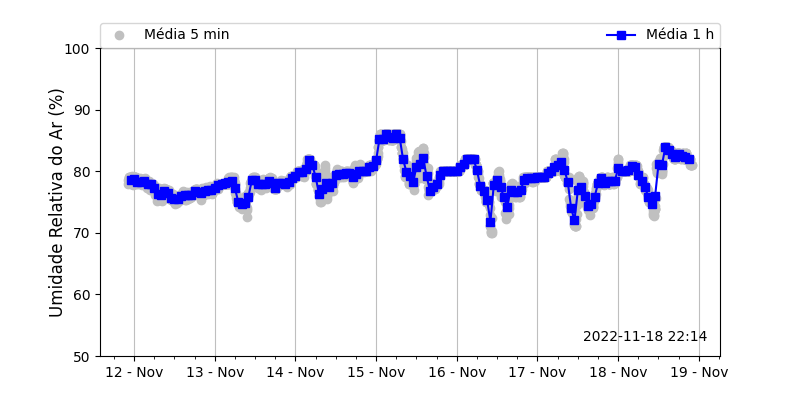 Média 5 min
Média 1 h
Umidade Relativa do Ar (%)
100
90
80
70
60
50
2022-11-18 22:14
12 - Nov
13 - Nov
14 - Nov
15 - Nov
16 - Nov
17 - Nov
18 - Nov
19 - Nov